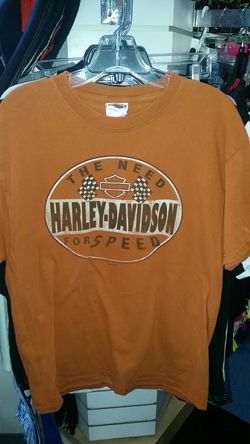 THE NEED
HARLEY-DAVIDSON
FOR SPEED